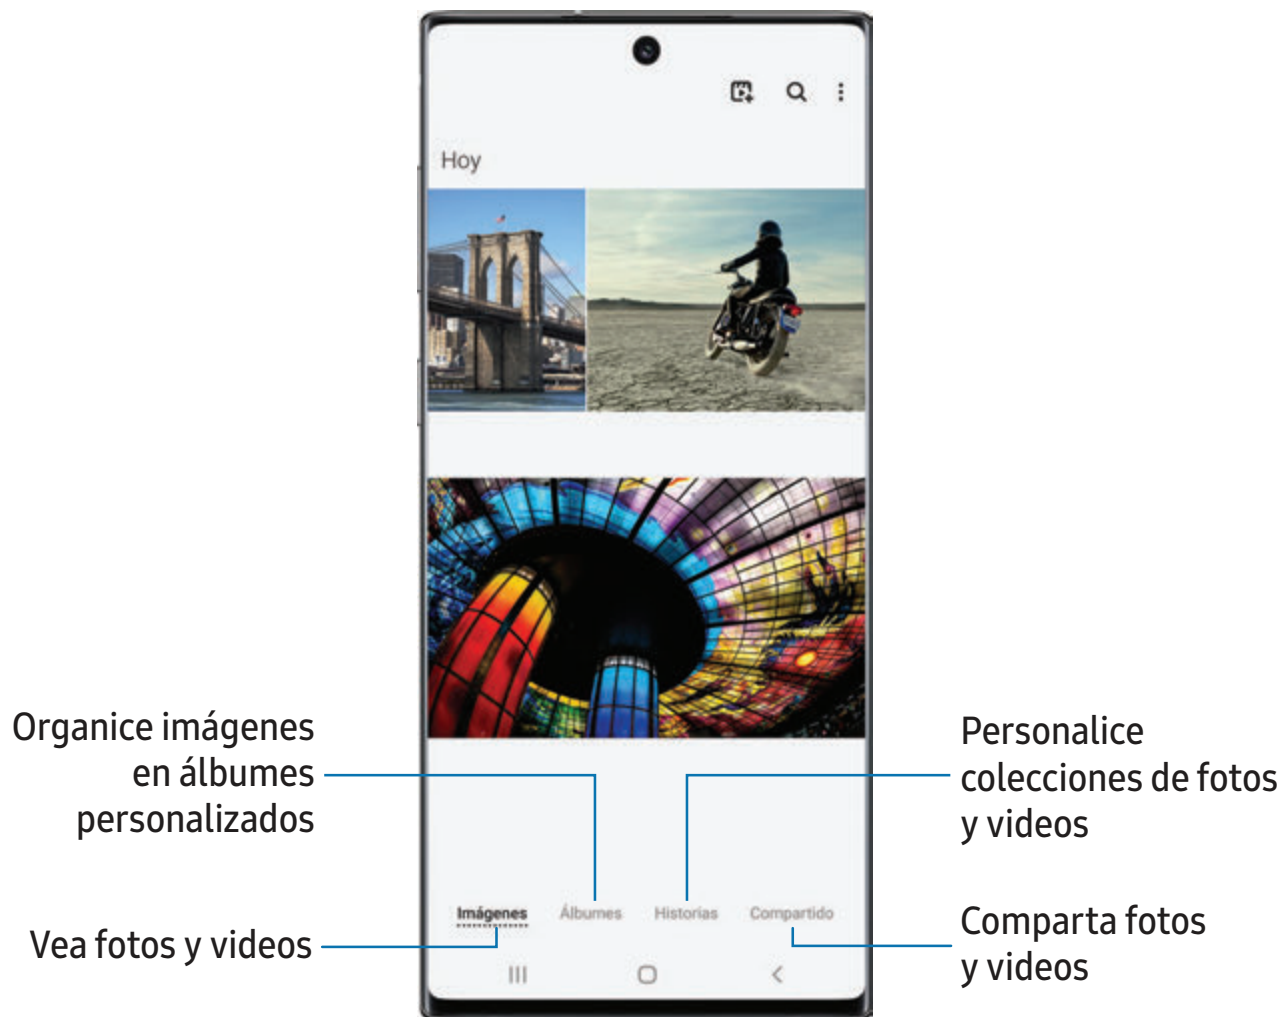 Hoy
Organice imágenes
en álbumes
personalizados
Personalice
colecciones de fotos
y videos
Imágenes
Álbumes
Historias
Compartido
Vea fotos y videos
Comparta fotos
y videos